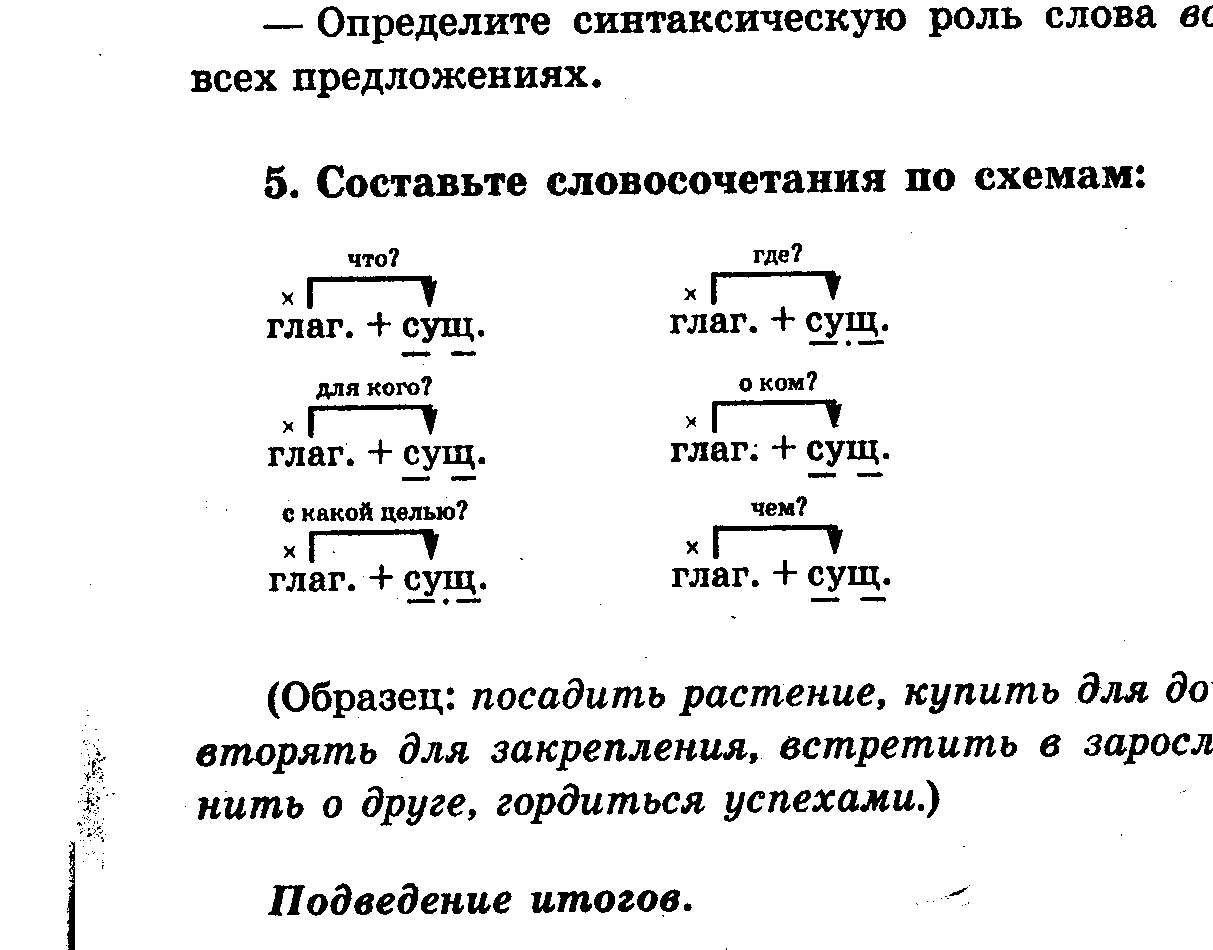 — Определите синтаксическую роль слова
всех предложениях.
5. Составьте словосочетания по схемам:
что? где?
× ×
глаг. + сущ. глаг. + сущ.
для кого? о ком?
× ×
глаг. + сущ. глаг. + сущ.
с какой целью? чем?
× ×
глаг. + сущ. глаг. + сущ.
(Образец: посадить растение, купить для
вторять для закрепления, встретить в
нить о друге, гордиться успехами.)
Подведение итогов.